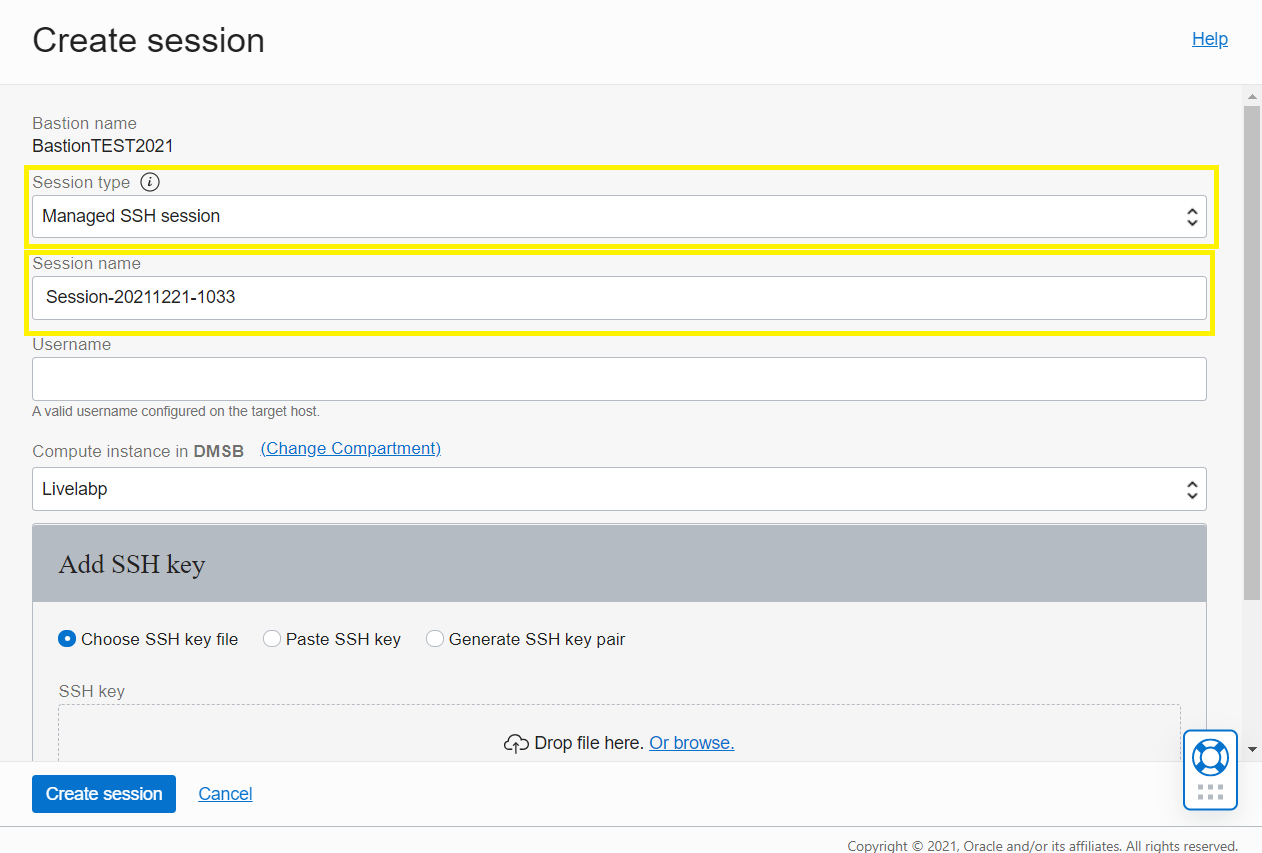 Create session
Help
Bastion name
BastionTEST2021
Session type i
Managed SSH session
Session name
Session-20211221-1033
Username
A valid username configured on the target host.
Compute instance in DMSB (Change Compartment)
Livelabp
Add SSH key
Choose SSH key file Paste SSH key Generate SSH key pair
SSH key
Drop file here. Or browse.
Create session Cancel
Copyright © 2021, Oracle and/or its affiliates. All rights reserved.